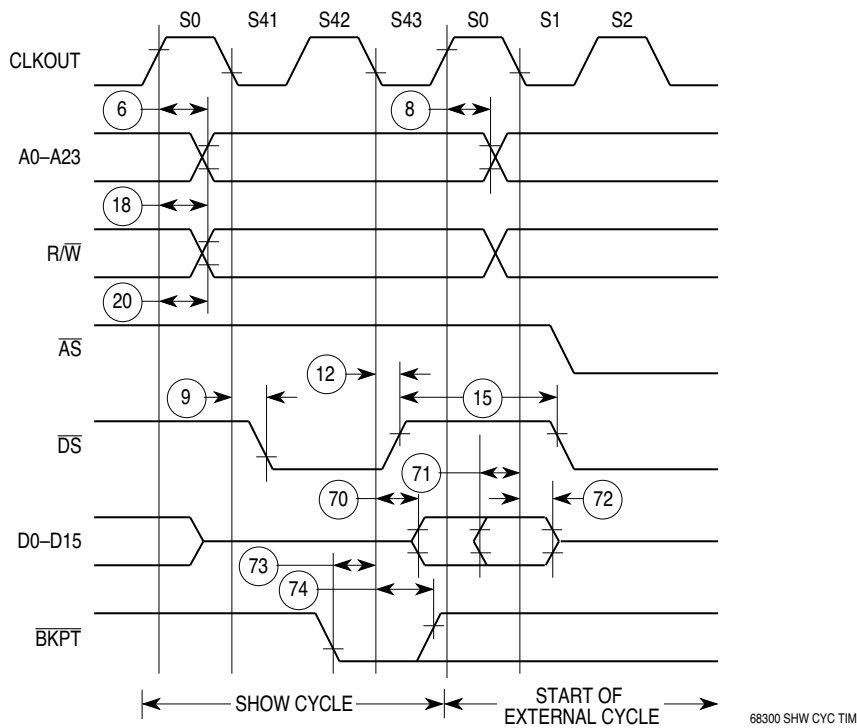 S0 S41 S42 S43 S0 S1 S2
CLKOUT
6 8
A0–A23
18
R/W
20
AS
12
9 15
DS
71
70 72
D0–D15
73
74
BKPT
SHOW CYCLE
START OF
EXTERNAL CYCLE
68300 SHW CYC TIM